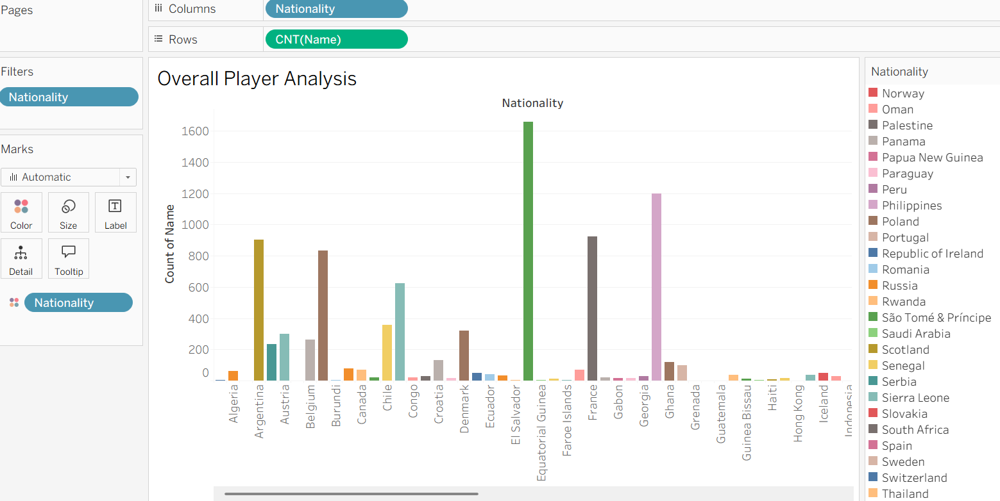 Pages
Columns
Nationality
Rows
CNT(Name)
Filters
Nationality
Marks
Automatic
Color
Size
Label
Detail
Tooltip
Nationality
Overall Player Analysis
Nationality
Count of Name
1600
1400
1200
1000
800
600
400
200
0
Algeria
Argentina
Austria
Belgium
Burundi
Canada
Chile
Congo
Croatia
Denmark
Ecuador
El Salvador
Equatorial Guinea
Faroe Islands
France
Gabon
Georgia
Ghana
Grenada
Guatemala
Guinea Bissau
Haiti
Hong Kong
Iceland
Indonesia
Nationality
Norway
Oman
Palestine
Panama
Papua New Guinea
Paraguay
Peru
Philippines
Poland
Portugal
Republic of Ireland
Romania
Russia
Rwanda
São Tomé & Príncipe
Saudi Arabia
Scotland
Senegal
Serbia
Sierra Leone
Slovakia
South Africa
Spain
Sweden
Switzerland
Thailand